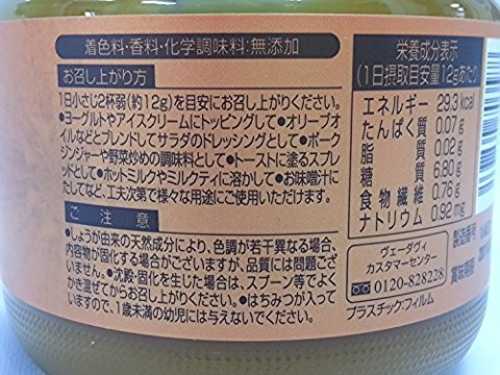 着色料・香料・化学調味料:無添加
お召し上がり方
1日小さじ2杯弱(約12g)を目安にお召し上がりください。
●ヨーグルトやアイスクリームにトッピングして●オリーブオ
イルなどとブレンドしてサラダのドレッシングとして●ポーク
ジンジャーや野菜炒めの調味料として●トーストに塗るスプレ
ッドとして●ホットミルクやミルクティに溶かして●お味噌汁に
たしてなど、工夫次第で様々な用途にご使用いただけます。
ご注意
●しょうが由来の天然成分により、色調が若干異なる場合、
内容物が固化する場合がございますが、品質には問題ござ
いません。●沈殿・固化を生じた場合は、スプーン等でよく
かき混ぜてからお召し上がりください。●はちみつが入って
いますので、1歳未満の幼児には与えないでください。
栄養成分表示
(1日摂取目安量12gあたり)
エネルギー 29.3kcal
たんぱく質 0.07g
脂質 0.02g
糖質 6.80g
食物繊維 0.76g
ナトリウム 0.92mg
ヴェーダヴィ
カスタマーセンター
0120-828228
プラスチック:フィルム
製造番号
賞味期限